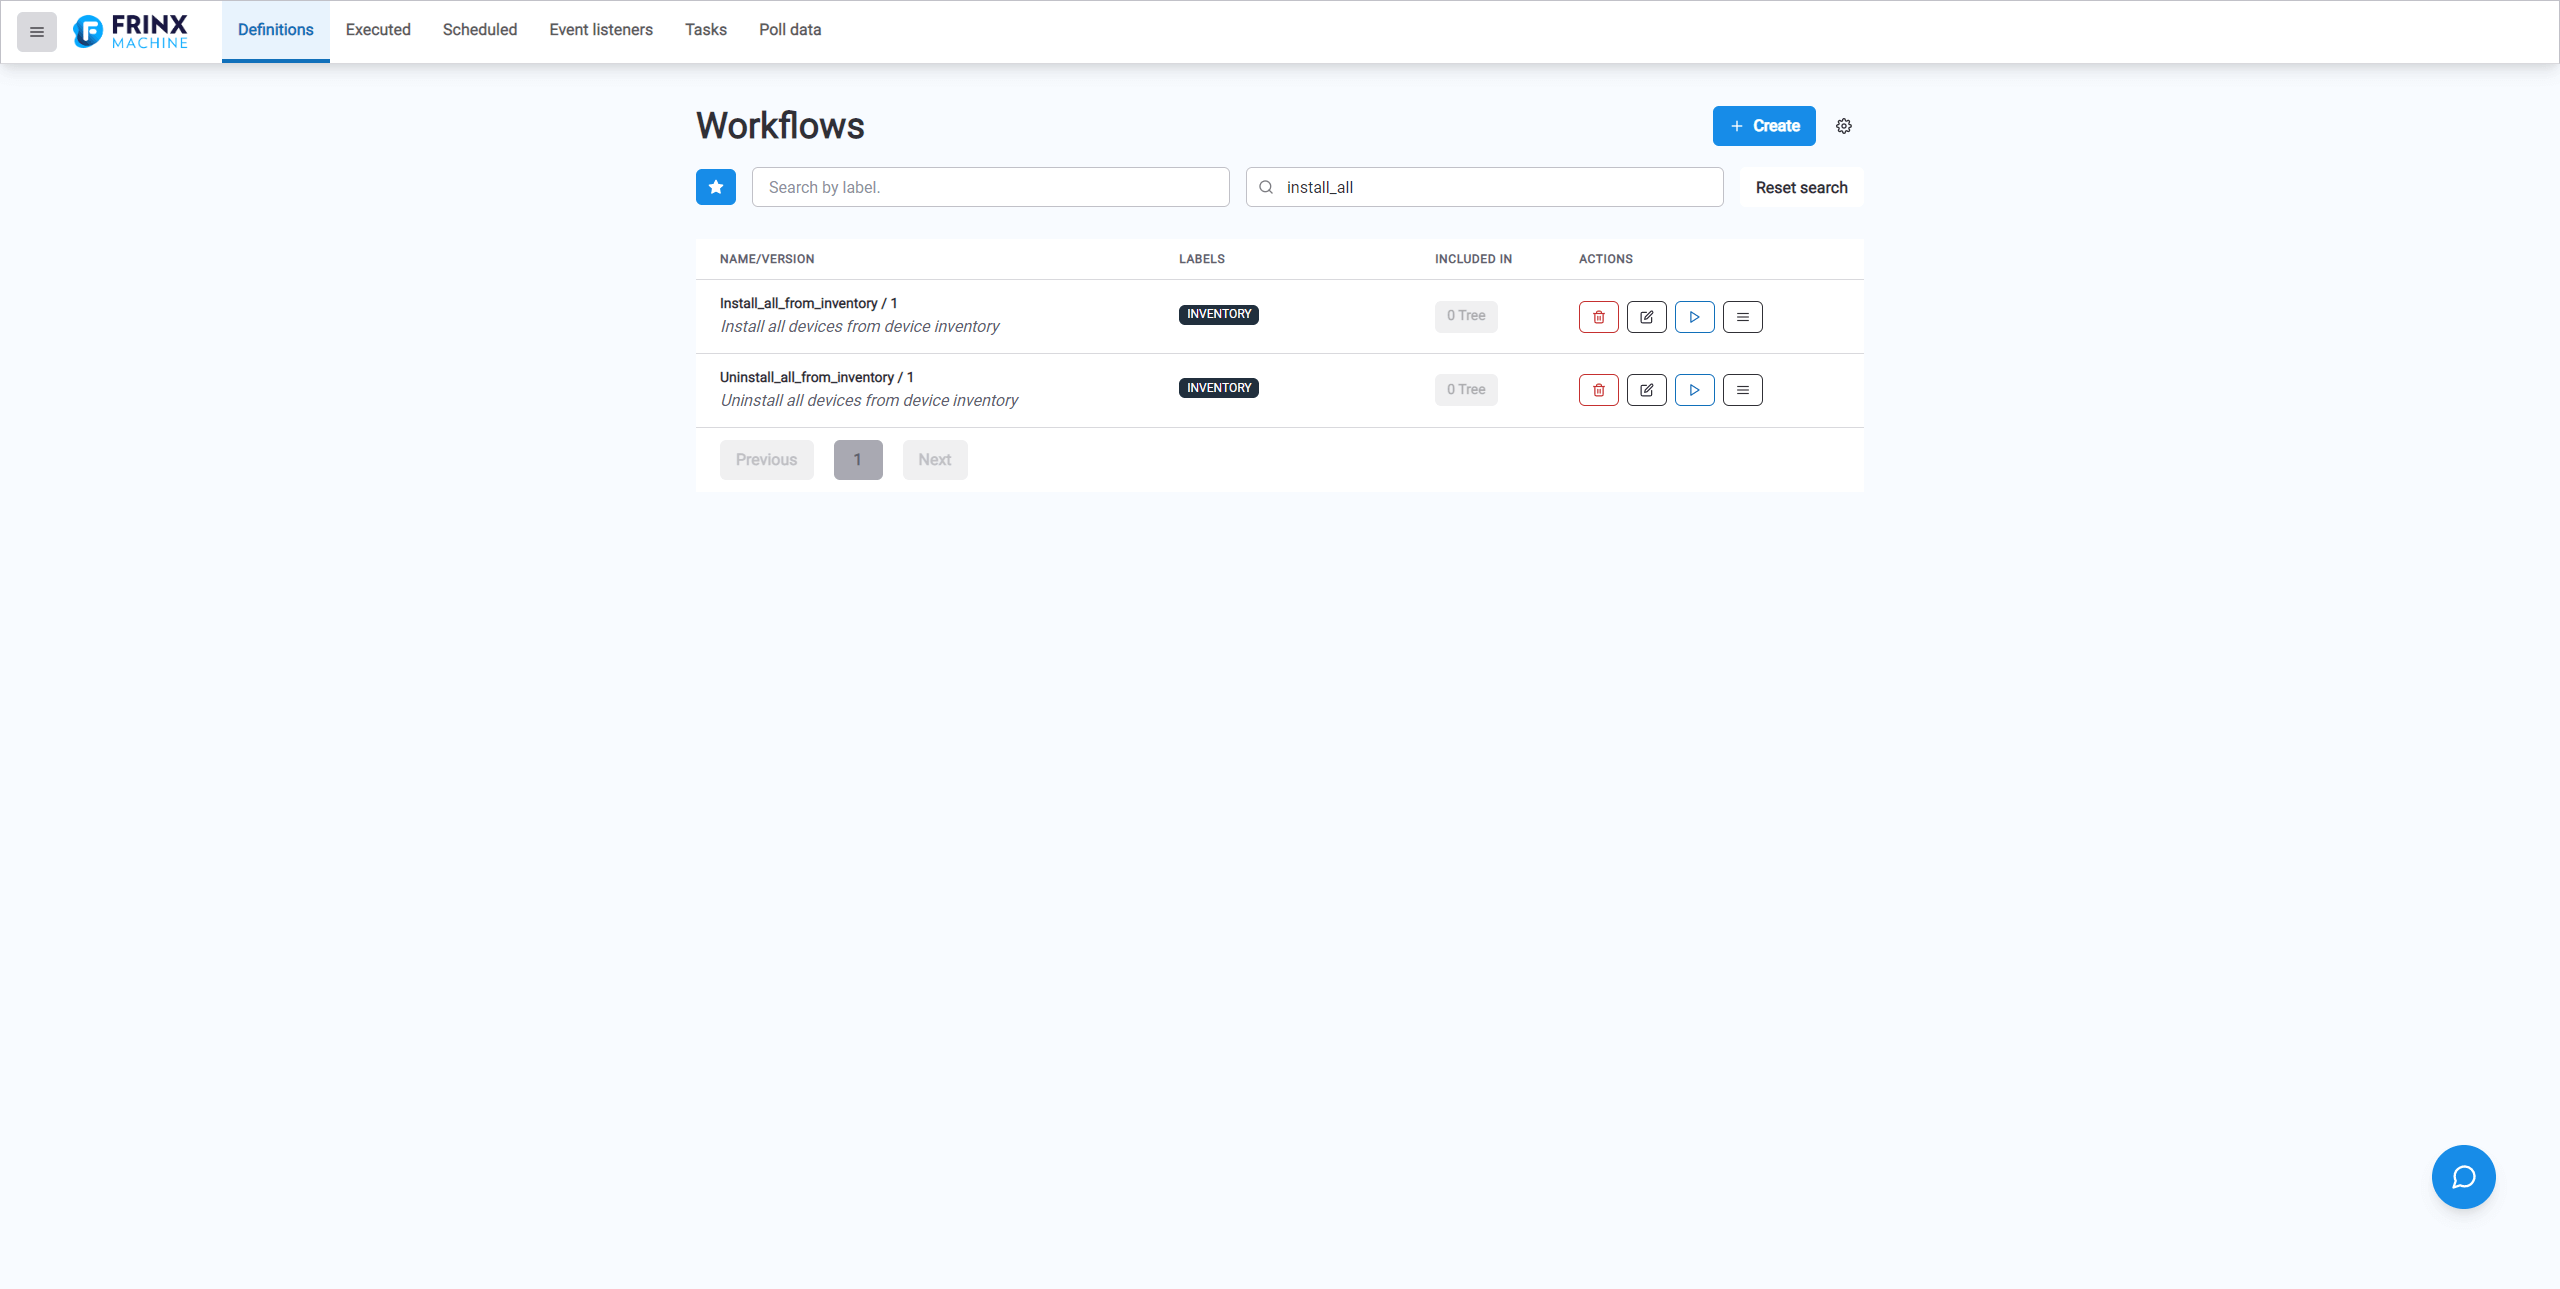 FRINX MACHINE
Definitions
Executed
Scheduled
Event listeners
Tasks
Poll data
Workflows
Create
Search by label.
install_all
Reset search
NAME/VERSION
LABELS
INCLUDED IN
ACTIONS
Install_all_from_inventory / 1
Install all devices from device inventory
INVENTORY
0 Tree
Uninstall_all_from_inventory / 1
Uninstall all devices from device inventory
INVENTORY
0 Tree
Previous
1
Next